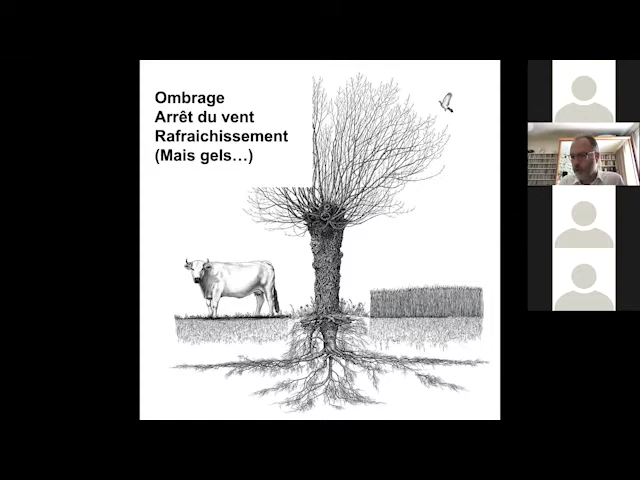 Ombrage
Arrêt du vent
Rafraichissement
(Mais gels...)